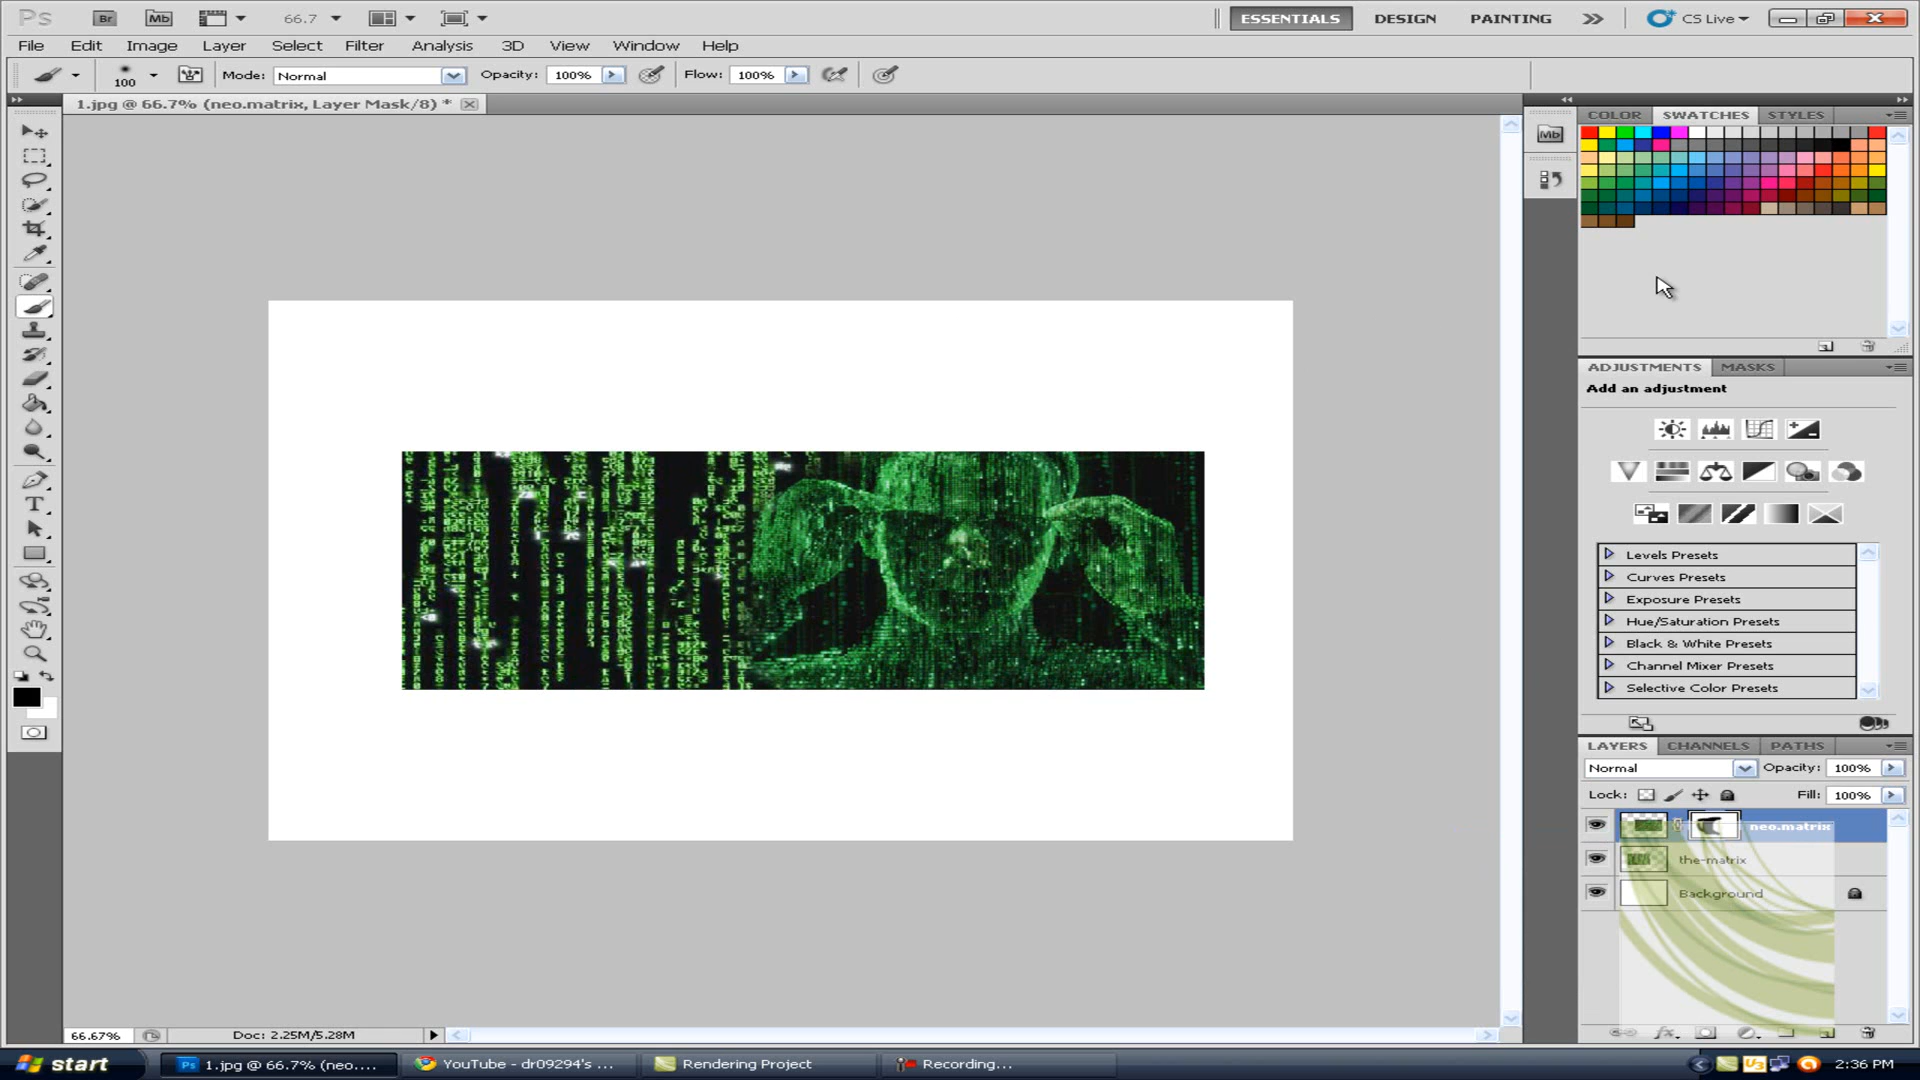 Ps Br Mb 66.7 ESSENTIALS DESIGN PAINTING CS Live
File Edit Image Layer Select Filter Analysis 3D View Window Help
100 Mode: Normal Opacity: 100% Flow: 100%
1.jpg @ 66.7% (neo.matrix, Layer Mask/8) *
COLOR SWATCHES STYLES
Mb
ADJUSTMENTS MASKS
Add an adjustment
Levels Presets
Curves Presets
Exposure Presets
Hue/Saturation Presets
Black & White Presets
Channel Mixer Presets
Selective Color Presets
LAYERS CHANNELS PATHS
Normal Opacity: 100%
Lock: Fill: 100%
neo.matrix
the-matrix
Background
66.67% Doc: 2.25M/5.28M
start Ps 1.jpg @ 66.7% (neo.... YouTube - dr09294's ... Rendering Project Recording... U3 2:36 PM